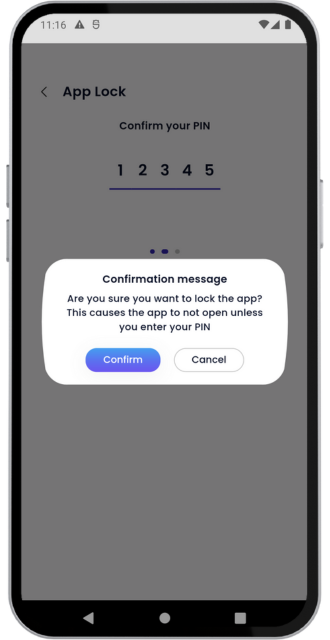 11:16
App Lock
Confirm your PIN
1 2 3 4 5
Confirmation message
Are you sure you want to lock the app?
This causes the app to not open unless
you enter your PIN
Confirm
Cancel